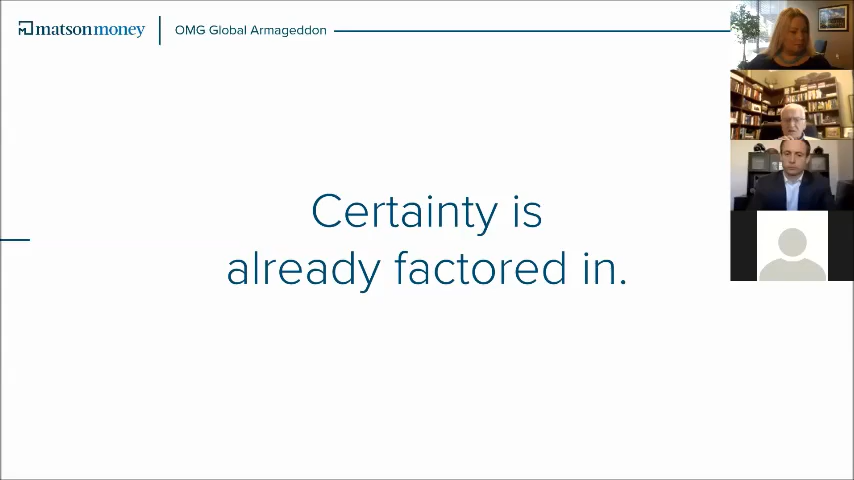 matsonmoney
OMG Global Armageddon
Certainty is
already factored in.